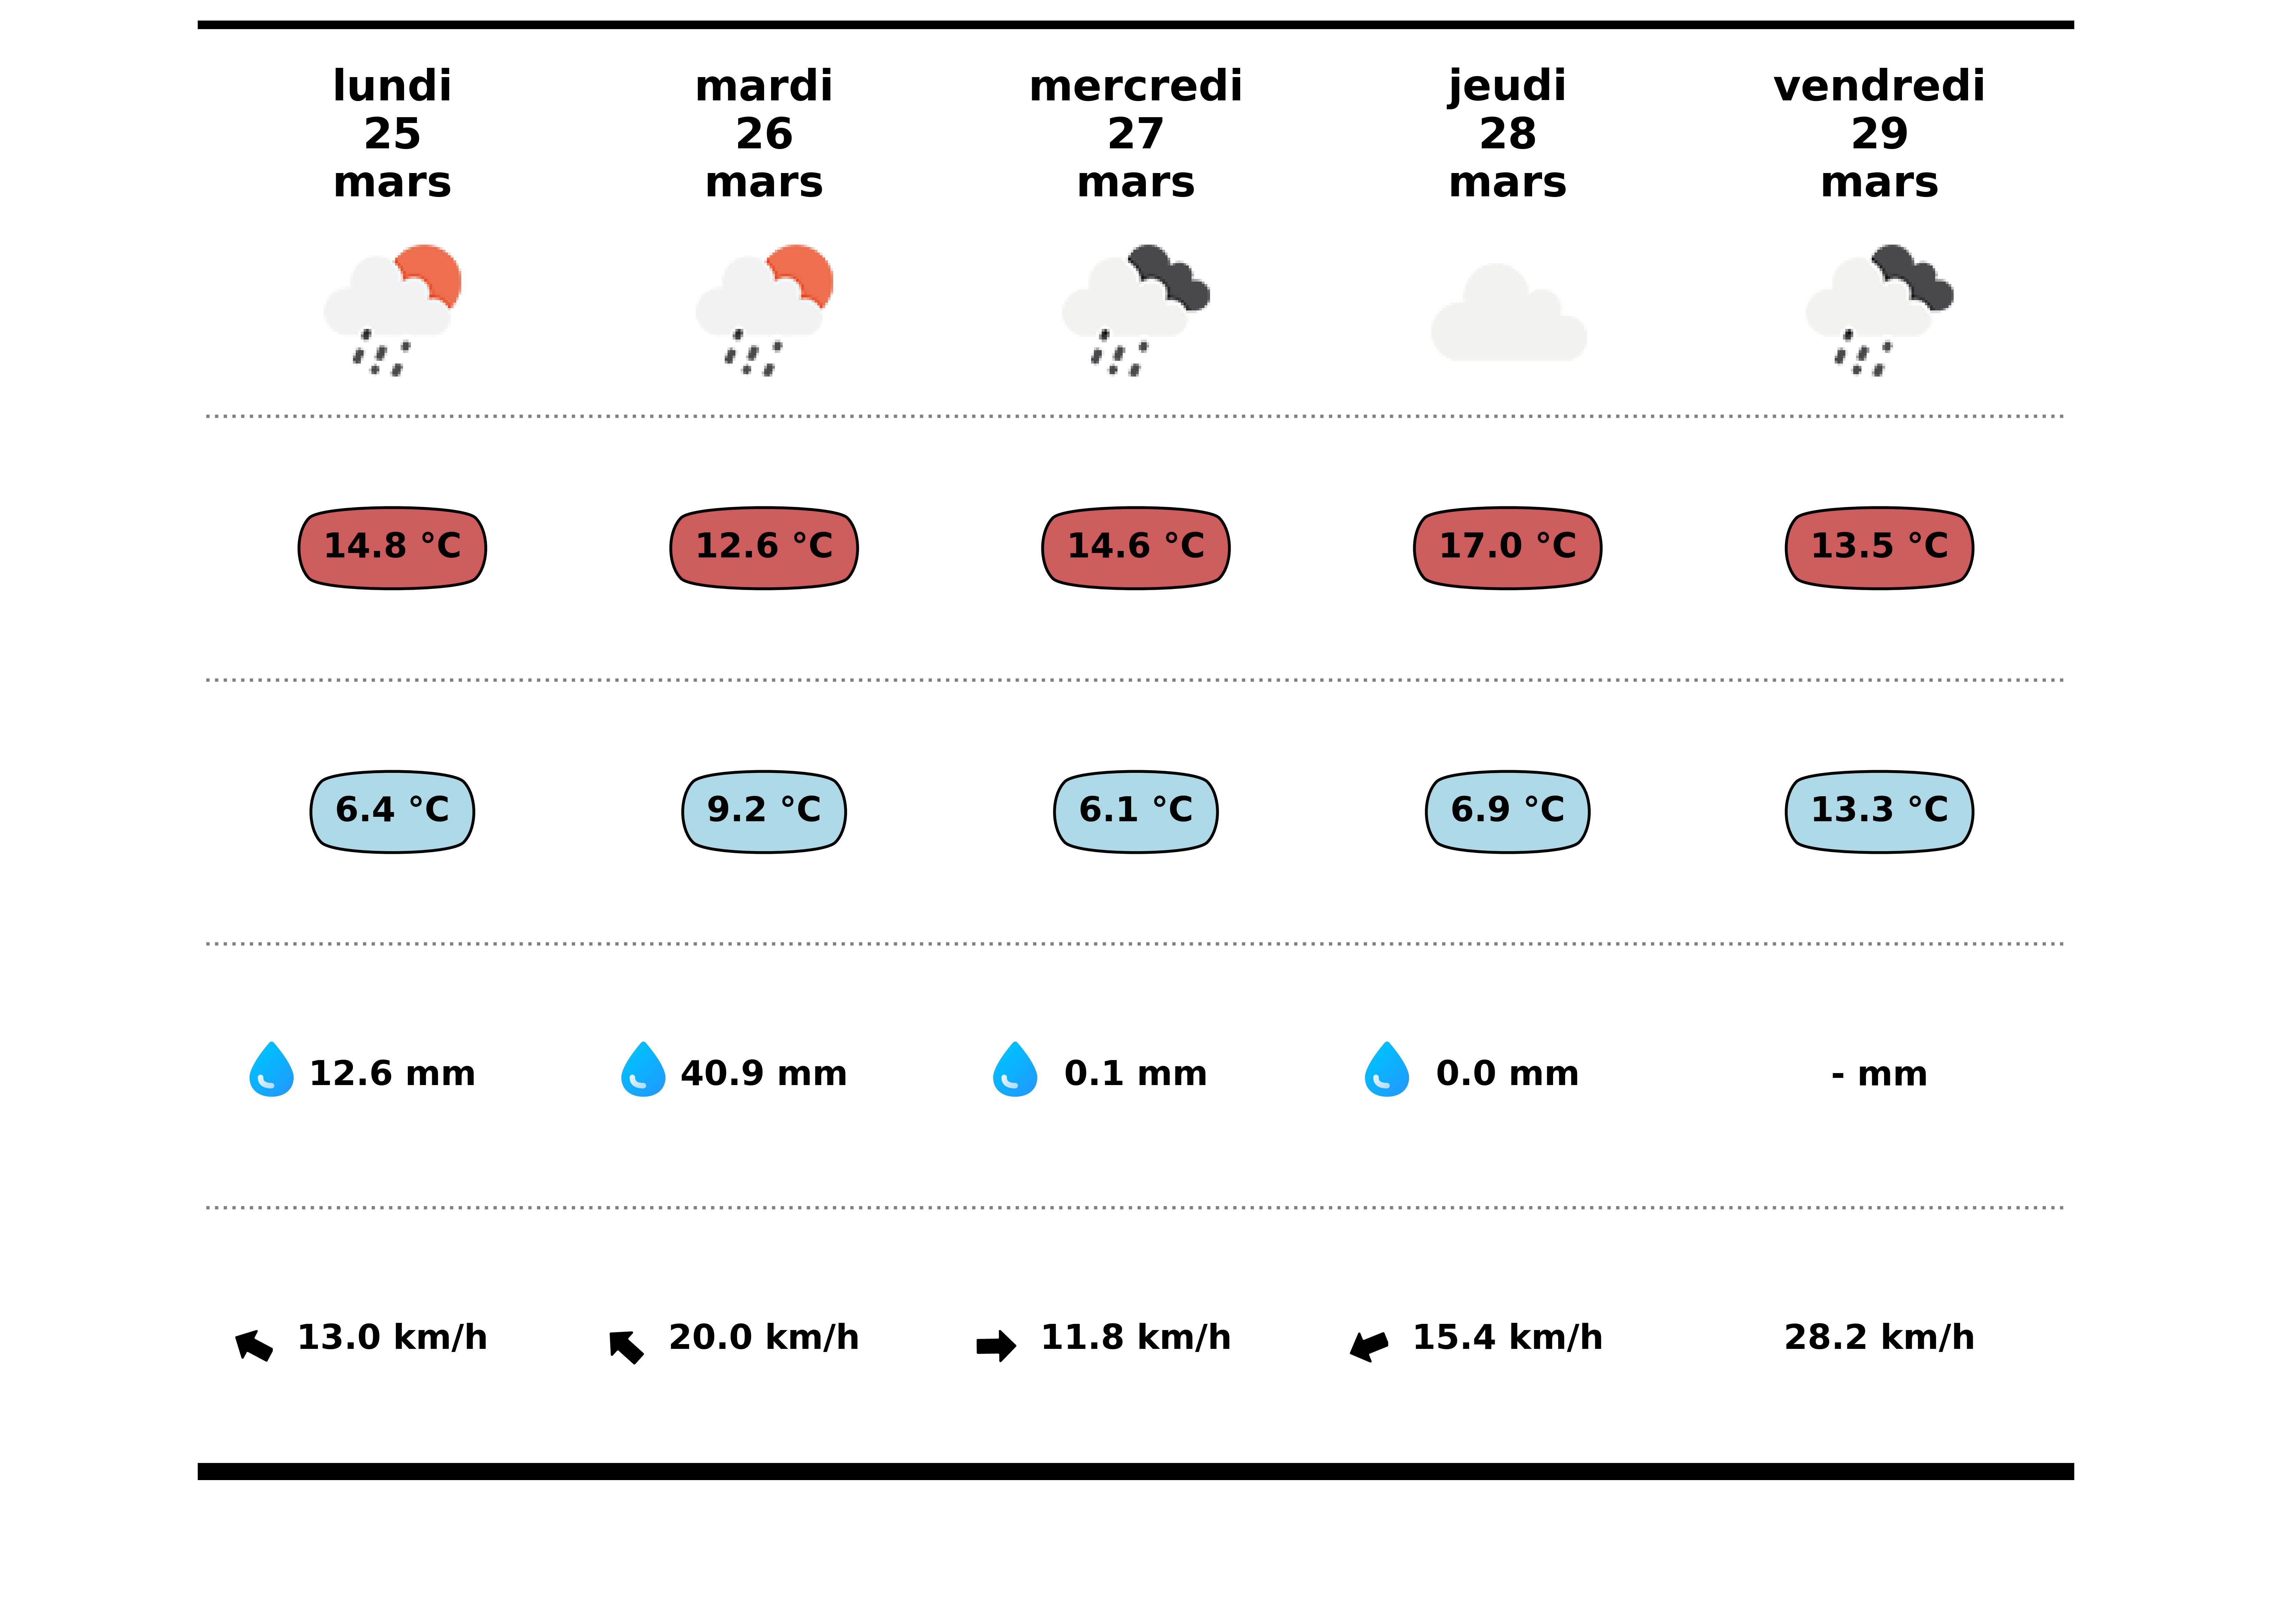 lundi mardi mercredi jeudi vendredi
25 26 27 28 29
mars mars mars mars mars
14.8 °C 12.6 °C 14.6 °C 17.0 °C 13.5 °C
6.4 °C 9.2 °C 6.1 °C 6.9 °C 13.3 °C
12.6 mm 40.9 mm 0.1 mm 0.0 mm - mm
13.0 km/h 20.0 km/h 11.8 km/h 15.4 km/h 28.2 km/h